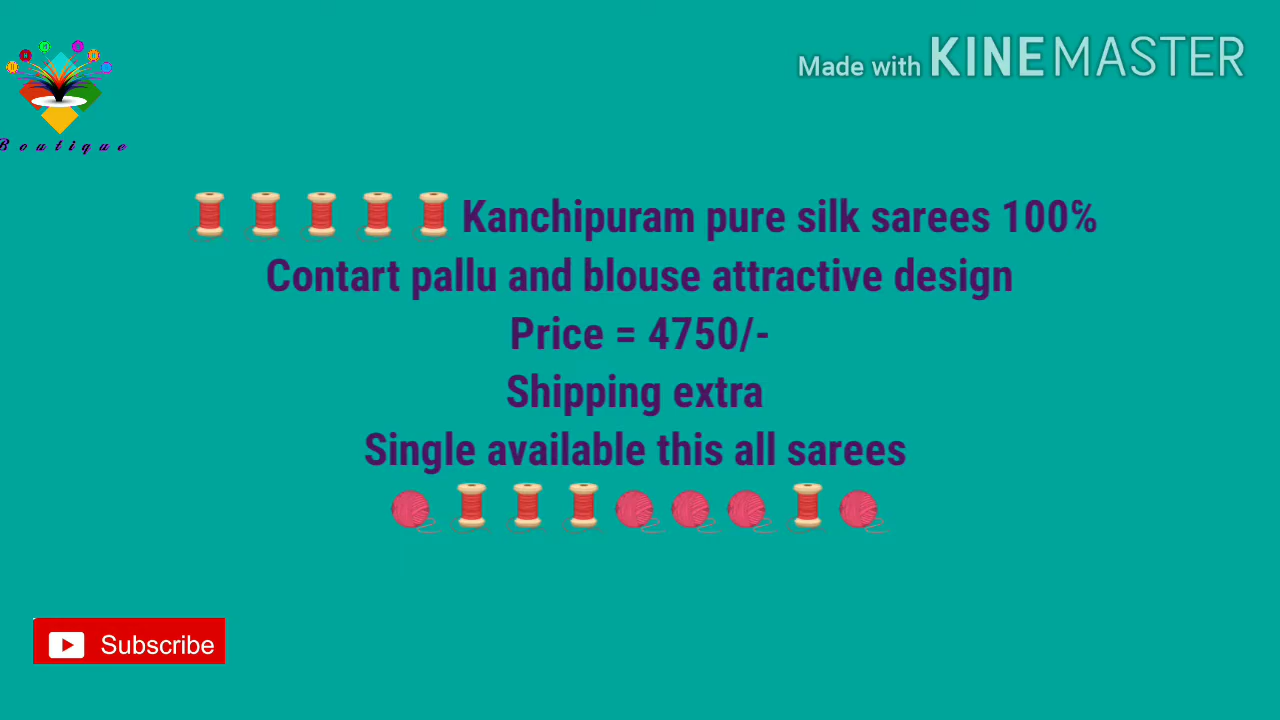 Made with KINEMASTER
Boutique
🧵🧵🧵🧵🧵Kanchipuram pure silk sarees 100℅
Contart pallu and blouse attractive design
Price = 4750/-
Shipping extra
Single available this all sarees
🧶🧵🧵🧵🧶🧶🧶🧵🧶
Subscribe